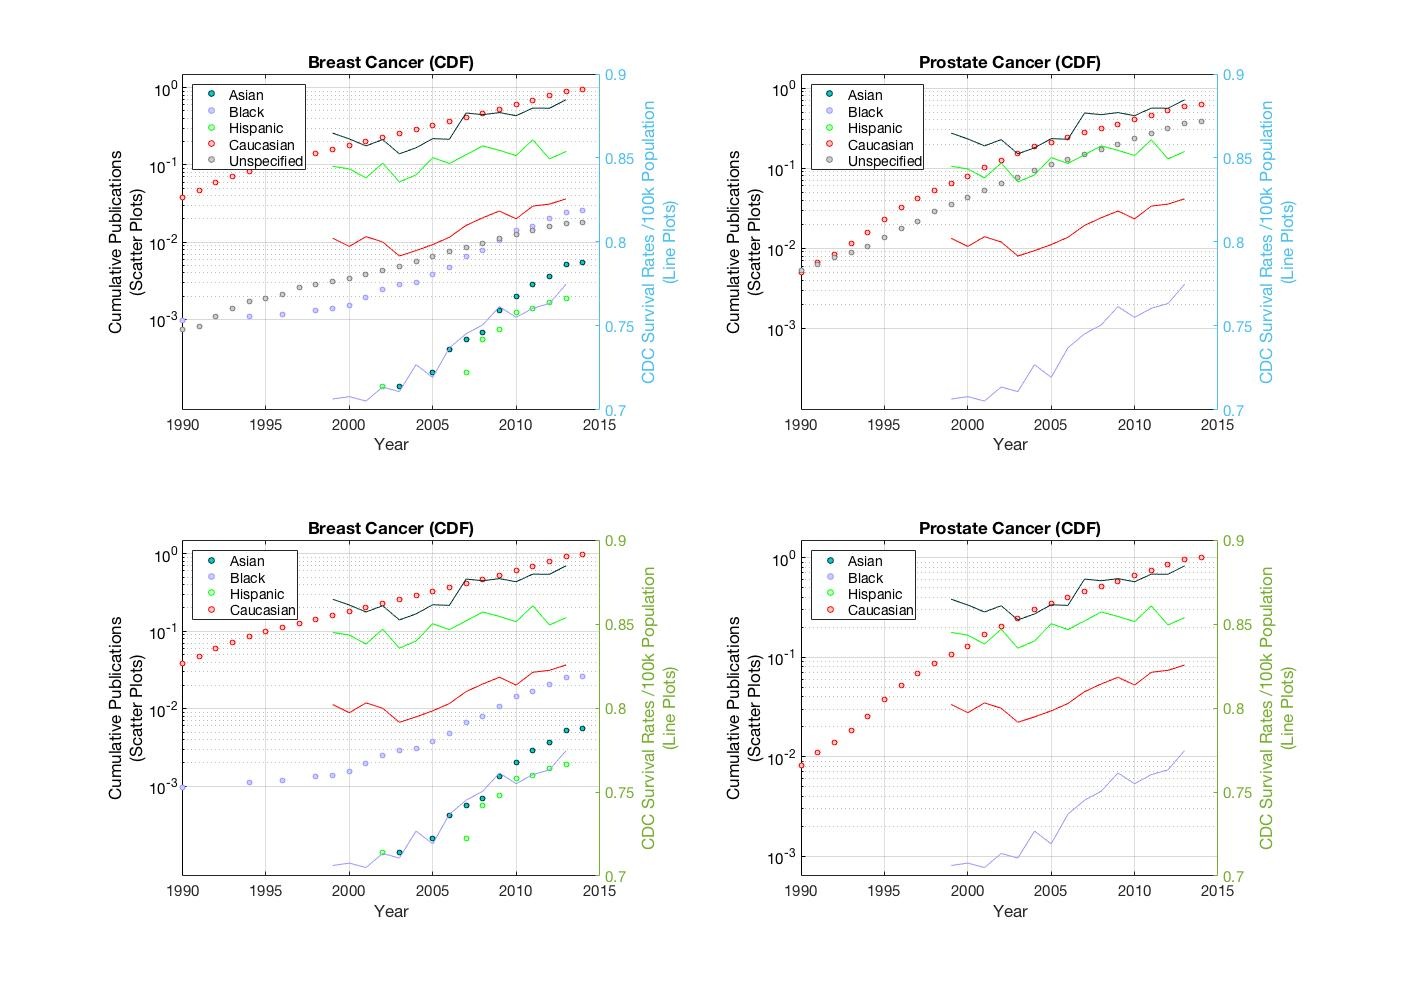 Breast Cancer (CDF)
10^0
10^-1
10^-2
10^-3
Cumulative Publications
(Scatter Plots)
Asian
Black
Hispanic
Caucasian
Unspecified
0.9
0.85
0.8
0.75
0.7
CDC Survival Rates /100k Population
(Line Plots)
1990 1995 2000 2005 2010 2015
Year
Prostate Cancer (CDF)
10^0
10^-1
10^-2
10^-3
Cumulative Publications
(Scatter Plots)
Asian
Black
Hispanic
Caucasian
Unspecified
0.9
0.85
0.8
0.75
0.7
CDC Survival Rates /100k Population
(Line Plots)
1990 1995 2000 2005 2010 2015
Year
Breast Cancer (CDF)
10^0
10^-1
10^-2
10^-3
Cumulative Publications
(Scatter Plots)
Asian
Black
Hispanic
Caucasian
0.9
0.85
0.8
0.75
0.7
CDC Survival Rates /100k Population
(Line Plots)
1990 1995 2000 2005 2010 2015
Year
Prostate Cancer (CDF)
10^0
10^-1
10^-2
10^-3
Cumulative Publications
(Scatter Plots)
Asian
Black
Hispanic
Caucasian
0.9
0.85
0.8
0.75
0.7
CDC Survival Rates /100k Population
(Line Plots)
1990 1995 2000 2005 2010 2015
Year